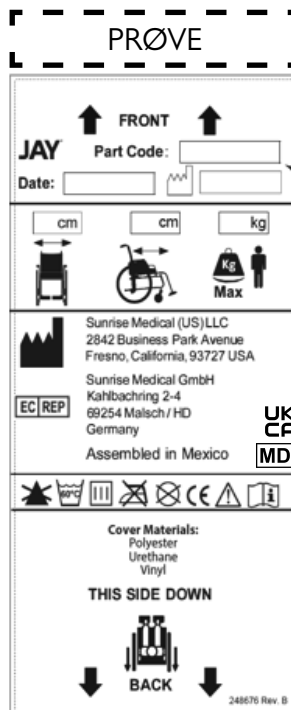 PRØVE
FRONT
JAY
Part Code:
Date:
cm cm kg
Kg
Max
Sunrise Medical (US)LLC
2842 Business Park Avenue
Fresno, California, 93727 USA
Sunrise Medical GmbH
Kahlbachring 2-4
69254 Malsch / HD
Germany
EC REP
UK
CA
Assembled in Mexico
MD
60°C
CE
Cover Materials:
Polyester
Urethane
Vinyl
THIS SIDE DOWN
BACK
248676 Rev. B